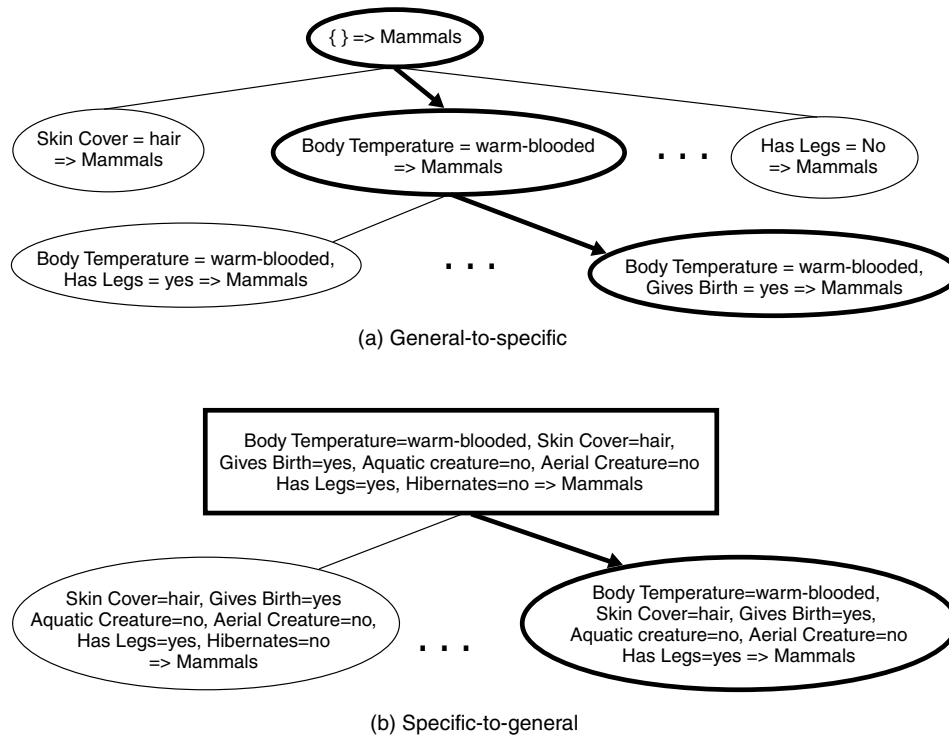 { } => Mammals
Skin Cover = hair
=> Mammals
Body Temperature = warm-blooded
=> Mammals
. . .
Has Legs = No
=> Mammals
Body Temperature = warm-blooded,
Has Legs = yes => Mammals
. . .
Body Temperature = warm-blooded,
Gives Birth = yes => Mammals
(a) General-to-specific
Body Temperature=warm-blooded, Skin Cover=hair,
Gives Birth=yes, Aquatic creature=no, Aerial Creature=no
Has Legs=yes, Hibernates=no => Mammals
Skin Cover=hair, Gives Birth=yes
Aquatic Creature=no, Aerial Creature=no,
Has Legs=yes, Hibernates=no
=> Mammals
. . .
Body Temperature=warm-blooded,
Skin Cover=hair, Gives Birth=yes,
Aquatic creature=no, Aerial Creature=no
Has Legs=yes => Mammals
(b) Specific-to-general